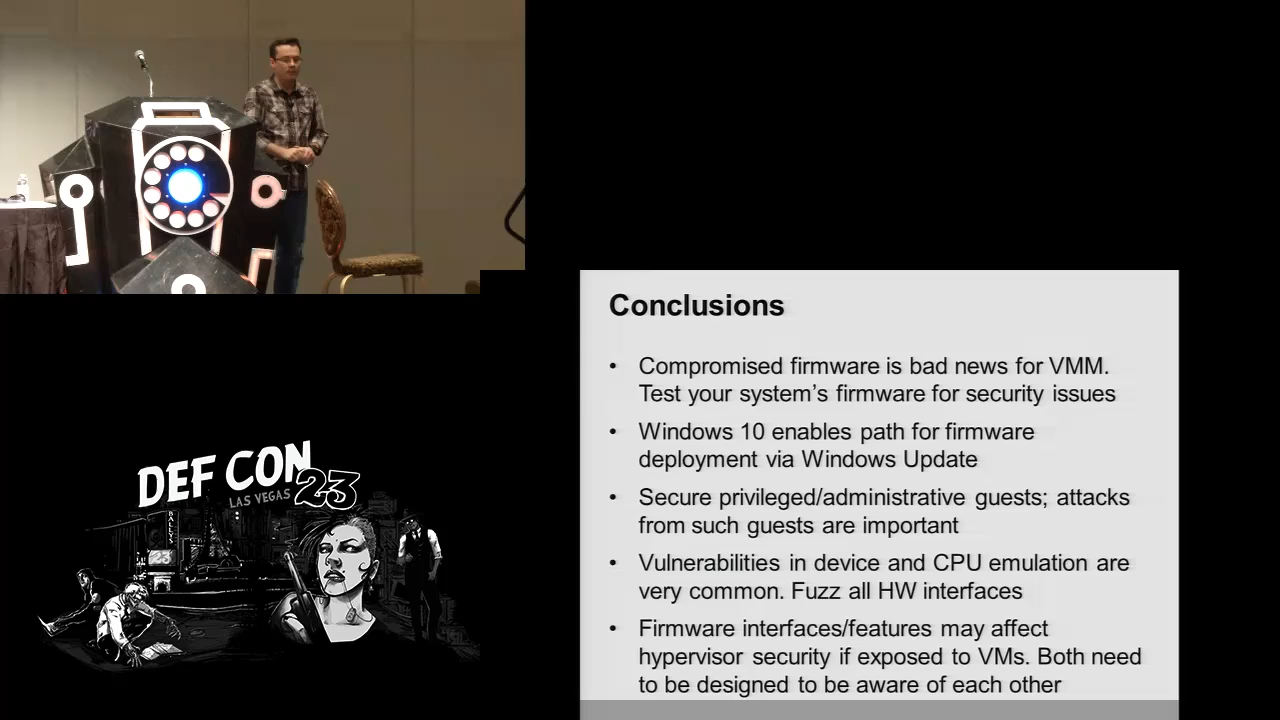 Conclusions
• Compromised firmware is bad news for VMM.
Test your system’s firmware for security issues
• Windows 10 enables path for firmware
deployment via Windows Update
• Secure privileged/administrative guests; attacks
from such guests are important
• Vulnerabilities in device and CPU emulation are
very common. Fuzz all HW interfaces
• Firmware interfaces/features may affect
hypervisor security if exposed to VMs. Both need
to be designed to be aware of each other
DEF CON
LAS VEGAS 23
BALLYS